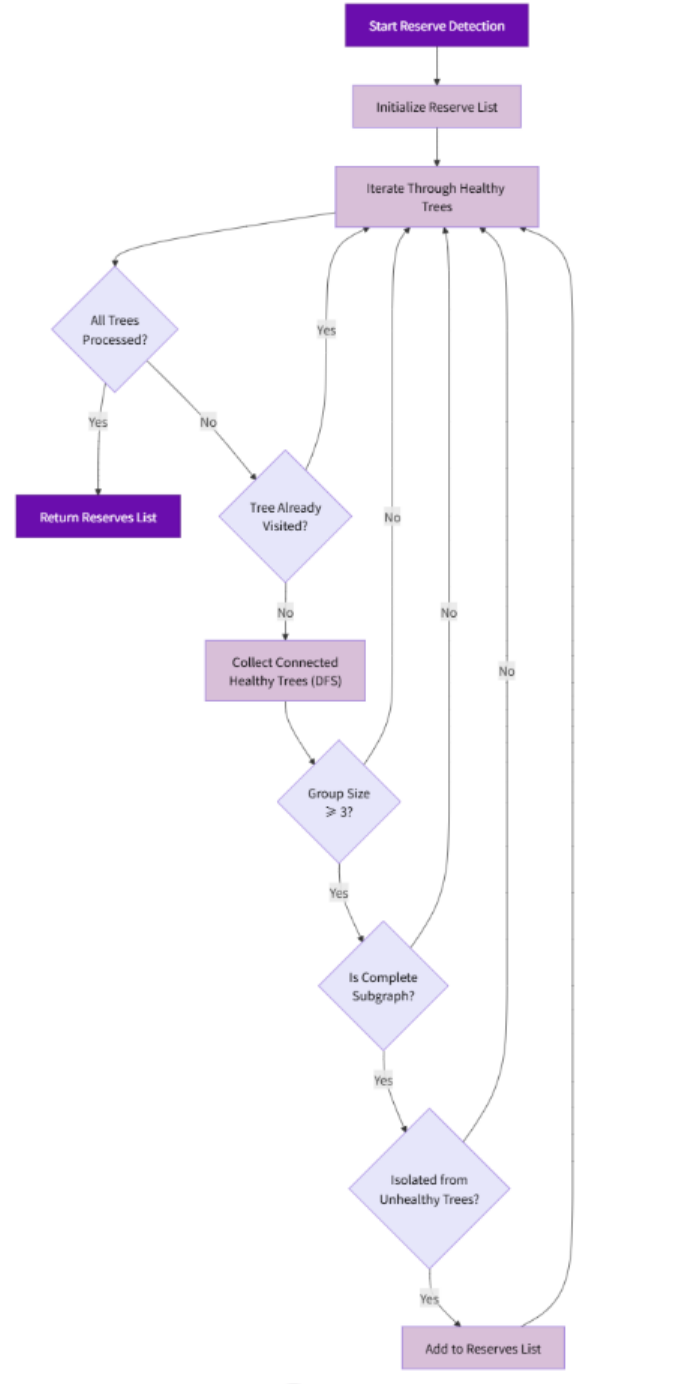 Start Reserve Detection
Initialize Reserve List
Iterate Through Healthy
Trees
All Trees
Processed?
Yes
Yes
No
Return Reserves List
Tree Already
Visited?
No
No
Collect Connected
Healthy Trees (DFS)
No
No
Group Size
⩾ 3?
Yes
Is Complete
Subgraph?
Yes
Isolated from
Unhealthy Trees?
Yes
Add to Reserves List